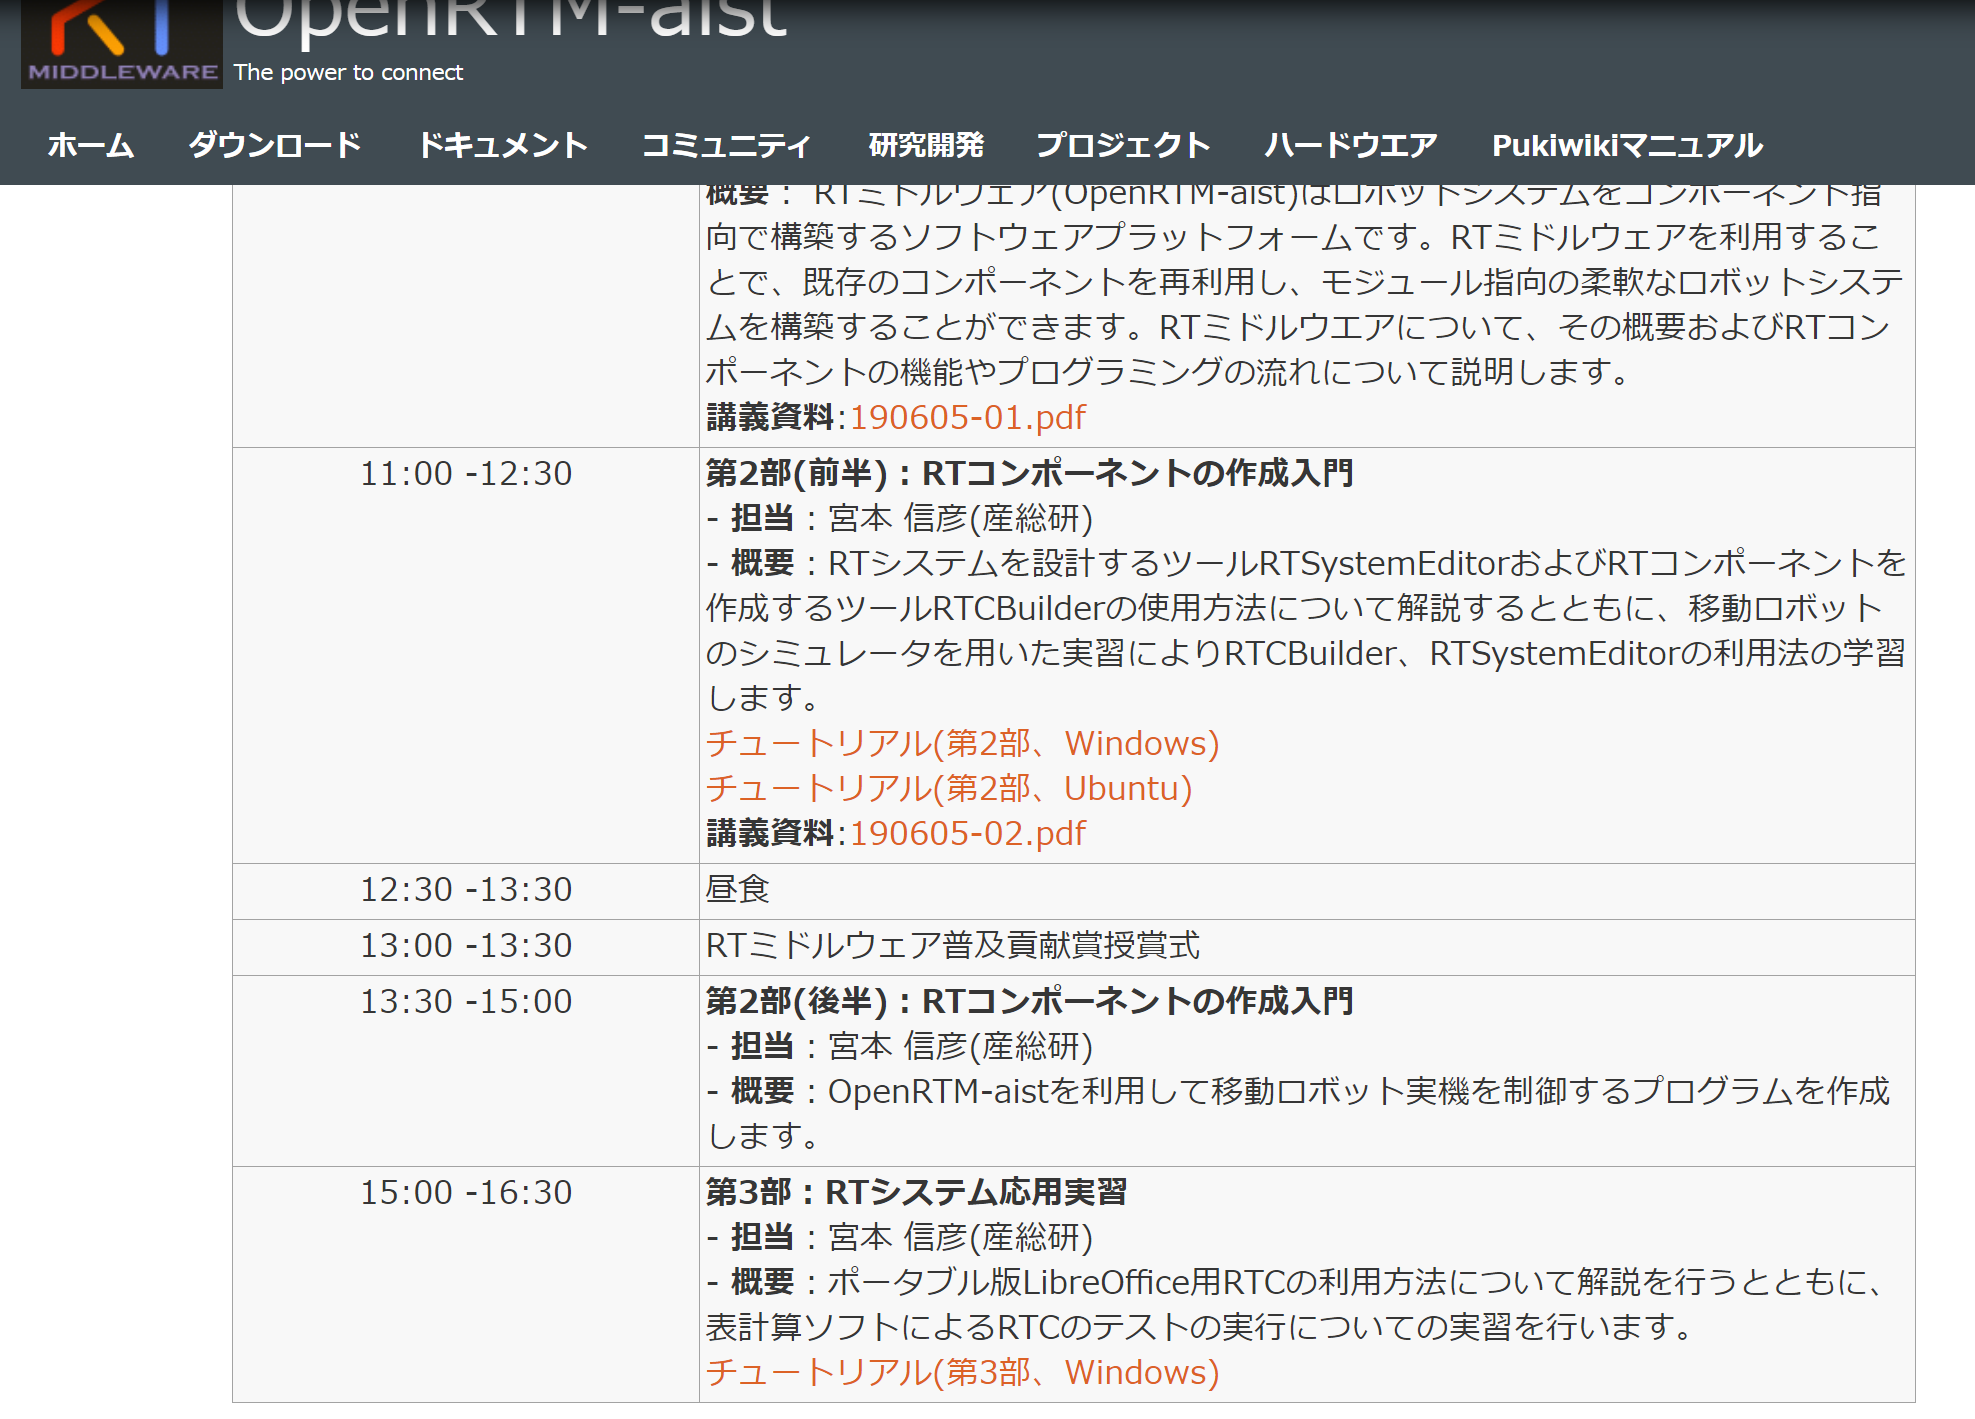 OpenRTM-aist
MIDDLEWARE
The power to connect
ホーム ダウンロード ドキュメント コミュニティ 研究開発 プロジェクト ハードウエア Pukiwikiマニュアル
概要： RTミドルウェア(OpenRTM-aist)はロボットシステムをコンポーネント指
向で構築するソフトウェアプラットフォームです。RTミドルウェアを利用するこ
とで、既存のコンポーネントを再利用し、モジュール指向の柔軟なロボットシステ
ムを構築することができます。RTミドルウエアについて、その概要およびRTコン
ポーネントの機能やプログラミングの流れについて説明します。
講義資料:190605-01.pdf
11:00 -12:30
第2部(前半)：RTコンポーネントの作成入門
- 担当：宮本 信彦(産総研)
- 概要：RTシステムを設計するツールRTSystemEditorおよびRTコンポーネントを
作成するツールRTCBuilderの使用方法について解説するとともに、移動ロボット
のシミュレータを用いた実習によりRTCBuilder、RTSystemEditorの利用法の学習
します。
チュートリアル(第2部、Windows)
チュートリアル(第2部、Ubuntu)
講義資料:190605-02.pdf
12:30 -13:30 昼食
13:00 -13:30 RTミドルウェア普及貢献賞授賞式
13:30 -15:00
第2部(後半)：RTコンポーネントの作成入門
- 担当：宮本 信彦(産総研)
- 概要：OpenRTM-aistを利用して移動ロボット実機を制御するプログラムを作成
します。
15:00 -16:30
第3部：RTシステム応用実習
- 担当：宮本 信彦(産総研)
- 概要：ポータブル版LibreOffice用RTCの利用方法について解説を行うとともに、
表計算ソフトによるRTCのテストの実行についての実習を行います。
チュートリアル(第3部、Windows)